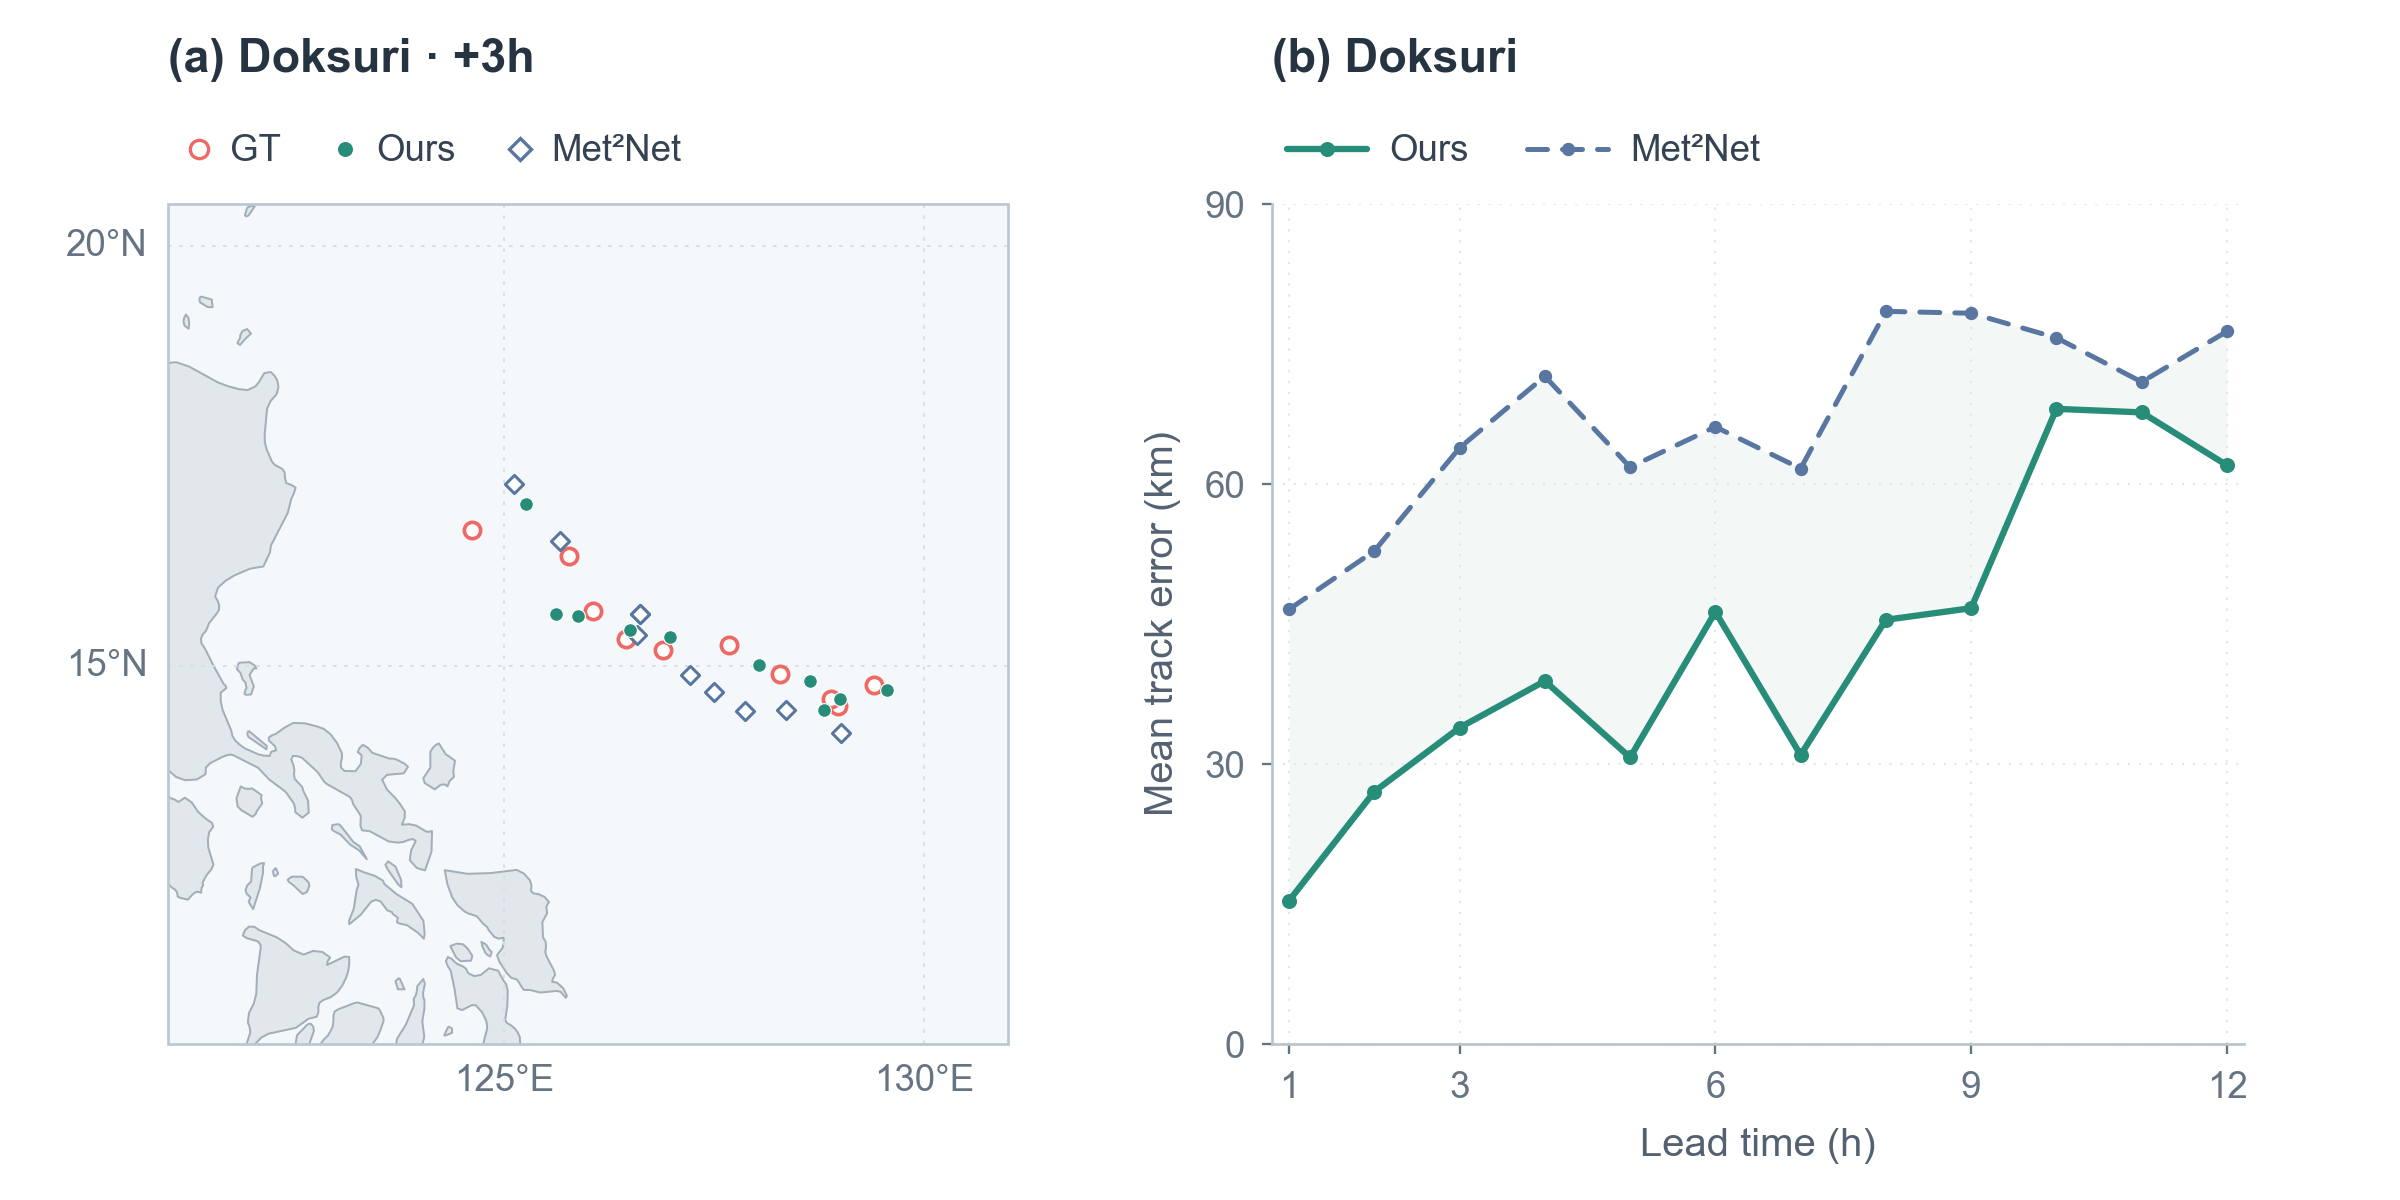 (a) Doksuri · +3h
GT
Ours
Met²Net
20°N
15°N
125°E
130°E
(b) Doksuri
Ours
Met²Net
90
60
30
0
Mean track error (km)
1
3
6
9
12
Lead time (h)